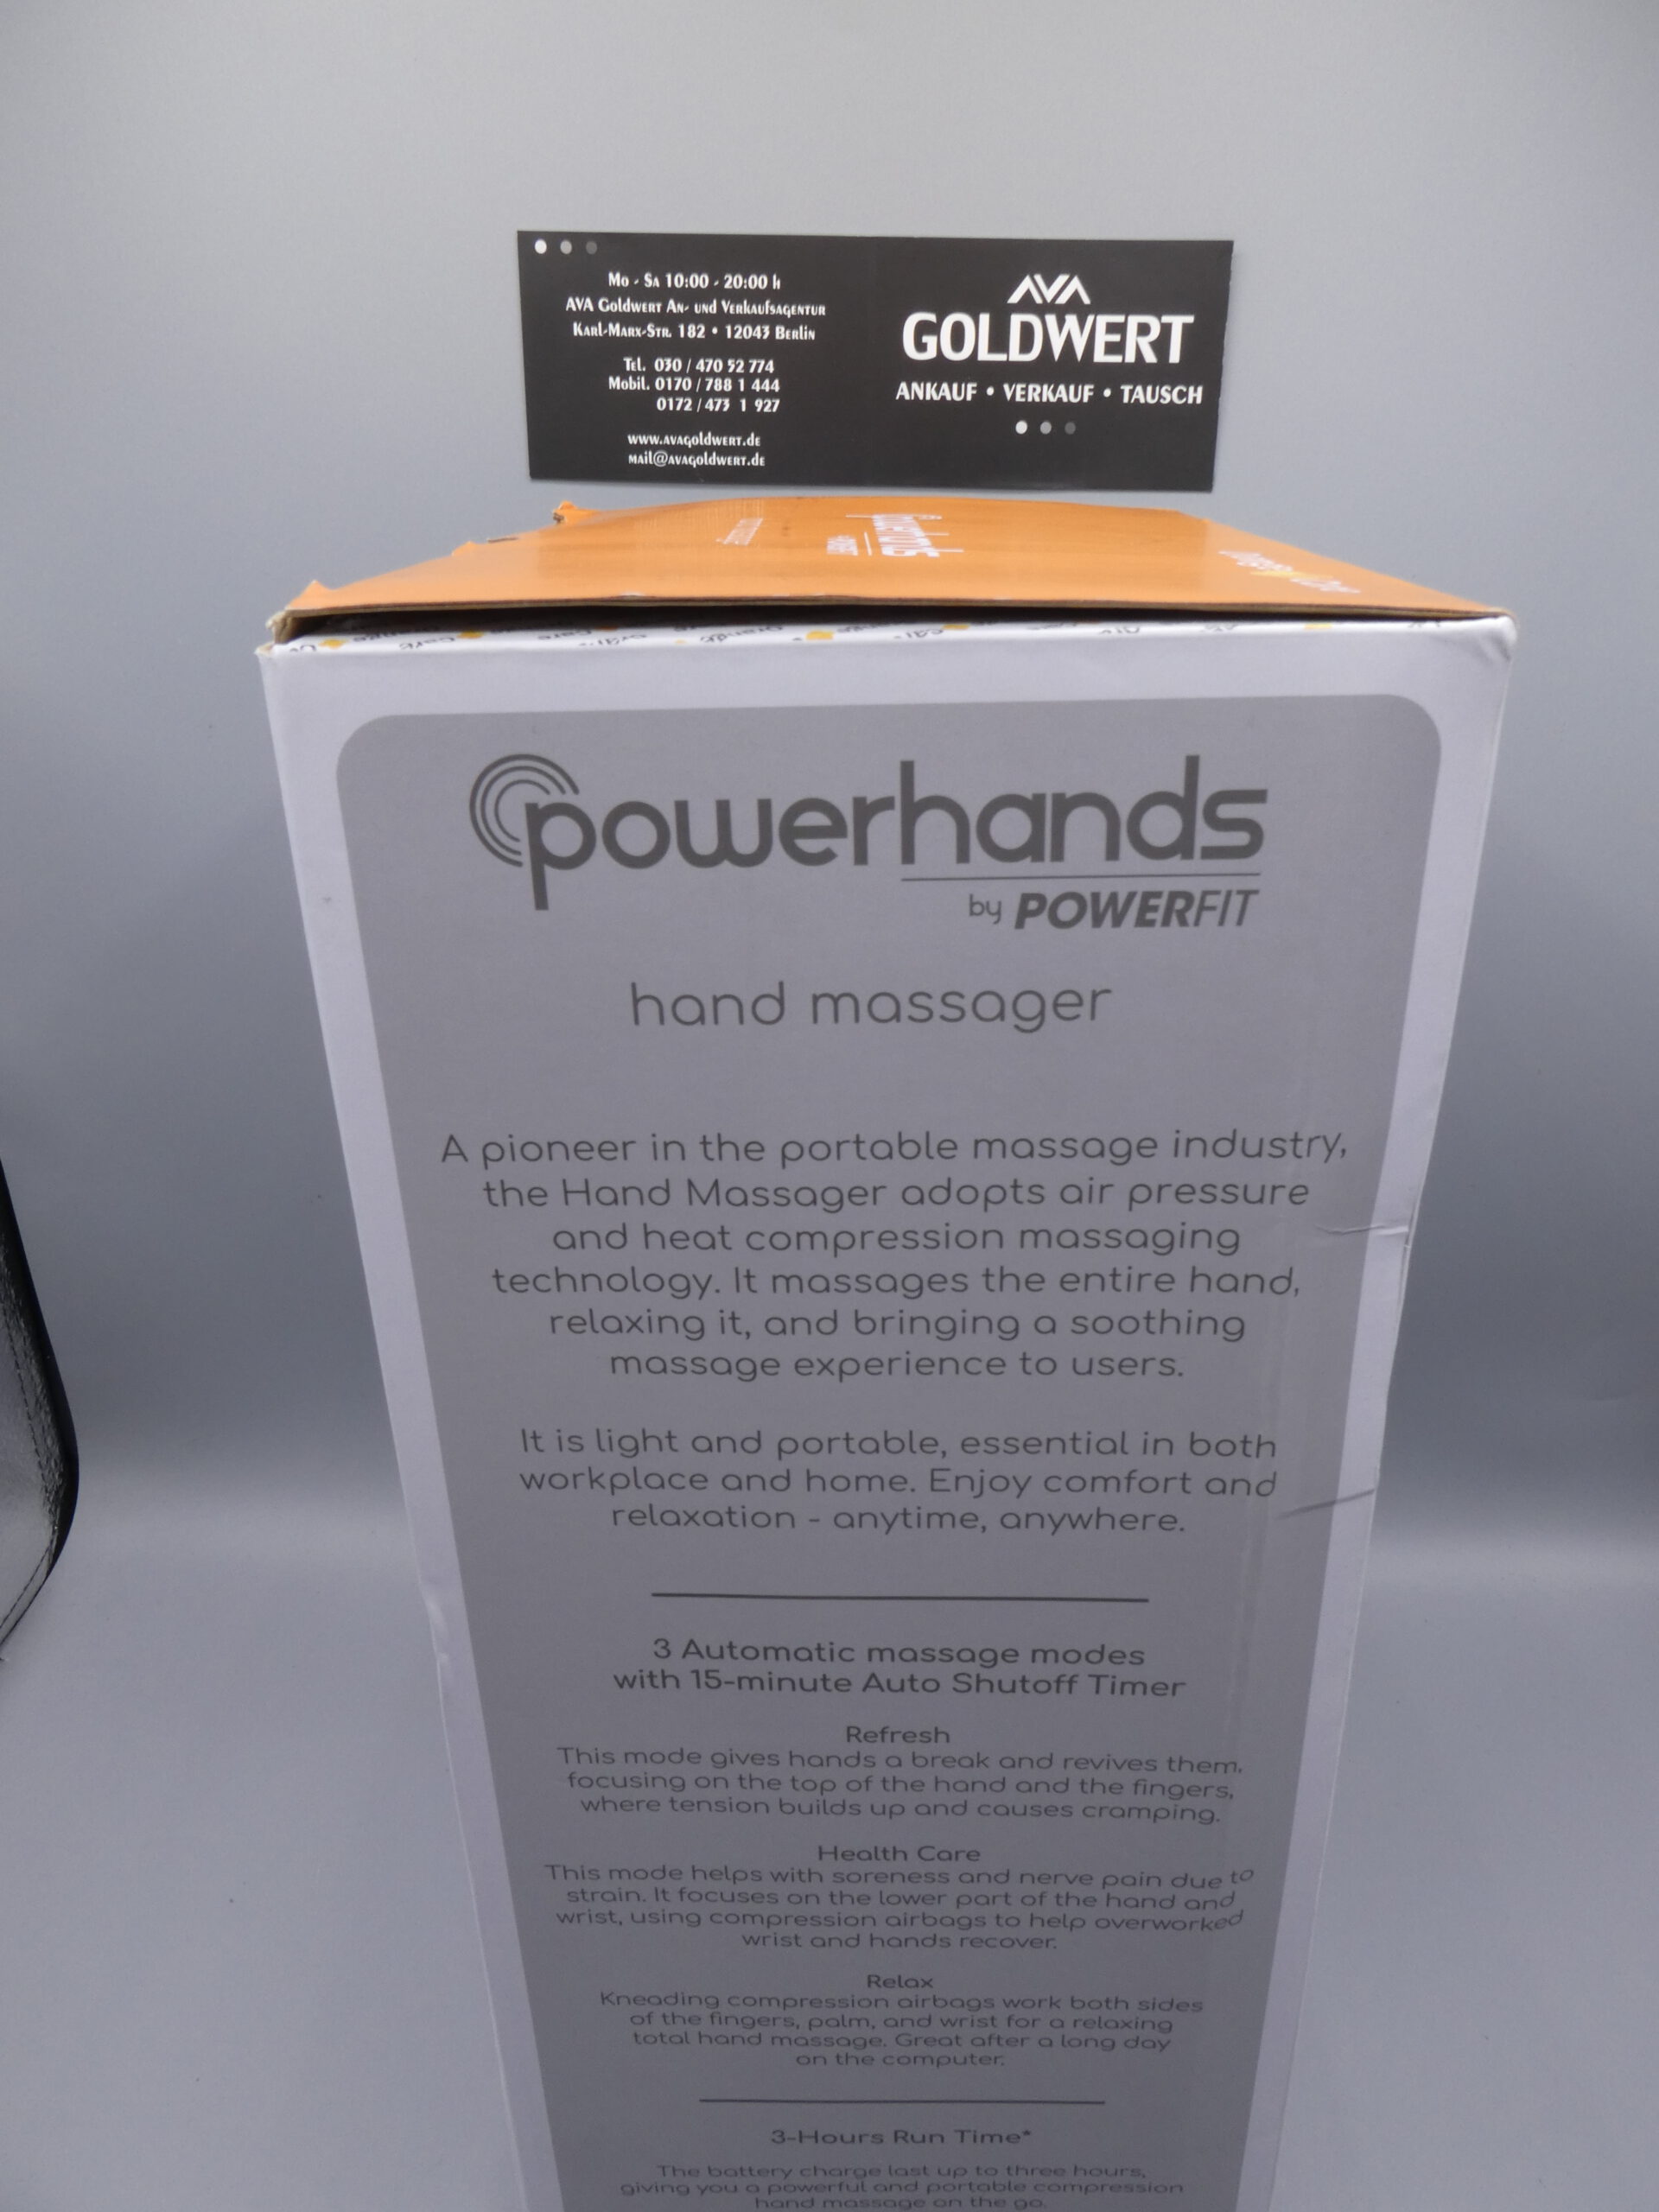 Mo - Sa 10:00 - 20:00 h
AVA Goldwert An- und Verkaufsagentur
Karl-Marx-Str. 182 • 12043 Berlin
Tel. 030 / 470 52 774
Mobil. 0170 / 788 1 444
0172 / 473 1 927
www.avagoldwert.de
mail@avagoldwert.de
AVA
GOLDWERT
ANKAUF • VERKAUF • TAUSCH
powerhands
by POWERFIT
hand massager
A pioneer in the portable massage industry,
the Hand Massager adopts air pressure
and heat compression massaging
technology. It massages the entire hand,
relaxing it, and bringing a soothing
massage experience to users.
It is light and portable, essential in both
workplace and home. Enjoy comfort and
relaxation - anytime, anywhere.
3 Automatic massage modes
with 15-minute Auto Shutoff Timer
Refresh
This mode gives hands a break and revives them,
focusing on the top of the hand and the fingers,
where tension builds up and causes cramping.
Health Care
This mode helps with soreness and nerve pain due to
strain. It focuses on the lower part of the hand and
wrist, using compression airbags to help overworked
wrist and hands recover.
Relax
Kneading compression airbags work both sides
of the fingers, palm, and wrist for a relaxing
total hand massage. Great after a long day
on the computer.
3-Hours Run Time*
The battery charge last up to three hours,
giving you a powerful and portable compression
hand massage on the go.